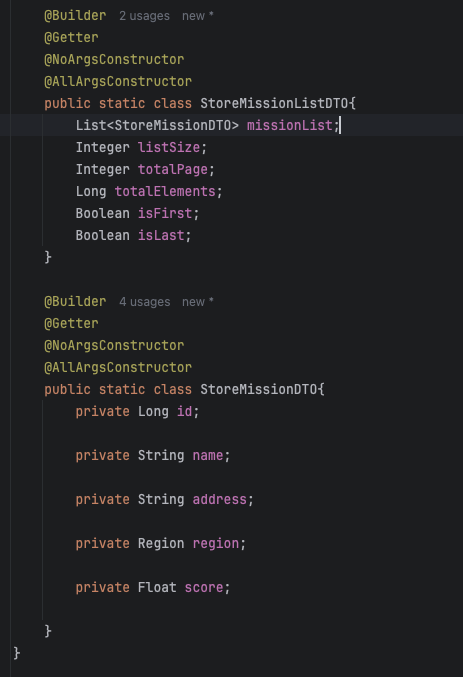 @Builder 2 usages new *
@Getter
@NoArgsConstructor
@AllArgsConstructor
public static class StoreMissionListDTO{
List<StoreMissionDTO> missionList;
Integer listSize;
Integer totalPage;
Long totalElements;
Boolean isFirst;
Boolean isLast;
}
@Builder 4 usages new *
@Getter
@NoArgsConstructor
@AllArgsConstructor
public static class StoreMissionDTO{
private Long id;
private String name;
private String address;
private Region region;
private Float score;
}
}